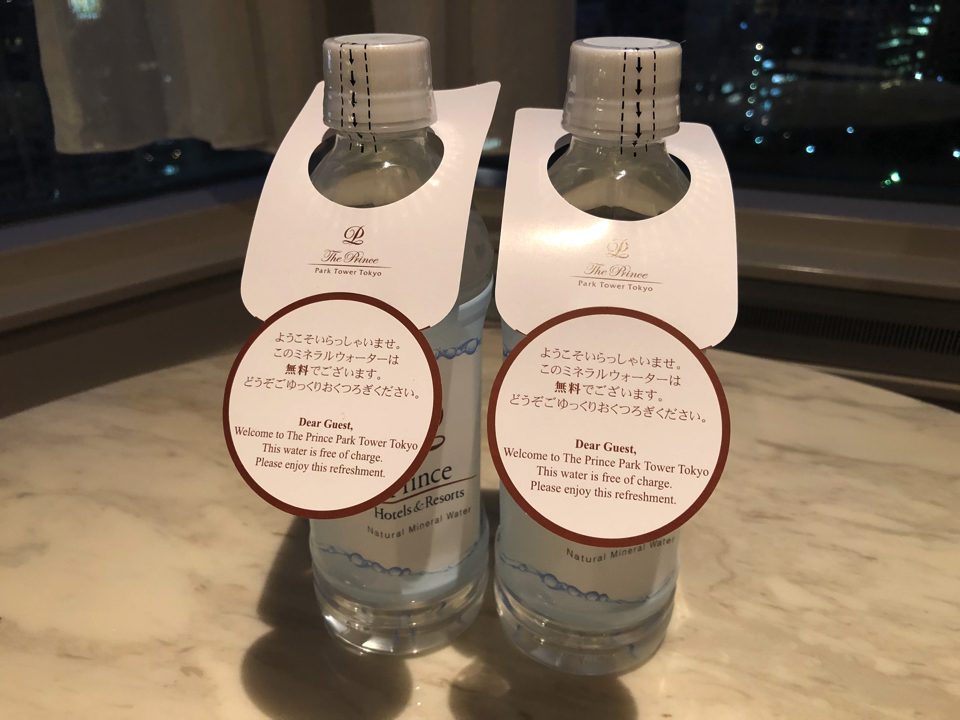 The Prince
Park Tower Tokyo
ようこそいらっしゃいませ。
このミネラルウォーターは
無料でございます。
どうぞごゆっくりおくつろぎください。
Dear Guest,
Welcome to The Prince Park Tower Tokyo
This water is free of charge.
Please enjoy this refreshment.
Prince
Hotels & Resorts
Natural Mineral Water
The Prince
Park Tower Tokyo
ようこそいらっしゃいませ。
このミネラルウォーターは
無料でございます。
どうぞごゆっくりおくつろぎください。
Dear Guest,
Welcome to The Prince Park Tower Tokyo
This water is free of charge.
Please enjoy this refreshment.
Natural Mineral Water